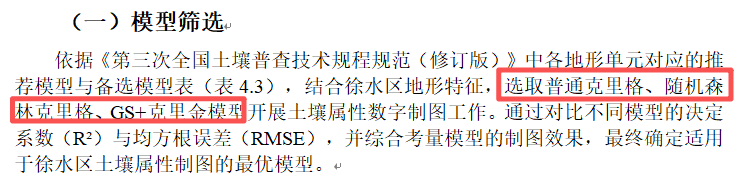 （一）模型筛选
依据《第三次全国土壤普查技术规程规范（修订版）》中各地形单元对应的推
荐模型与备选模型表（表 4.3），结合徐水区地形特征，选取普通克里格、随机森
林克里格、GS+克里金模型开展土壤属性数字制图工作。通过对比不同模型的决定
系数（R²）与均方根误差（RMSE），并综合考量模型的制图效果，最终确定适用
于徐水区土壤属性制图的最优模型。